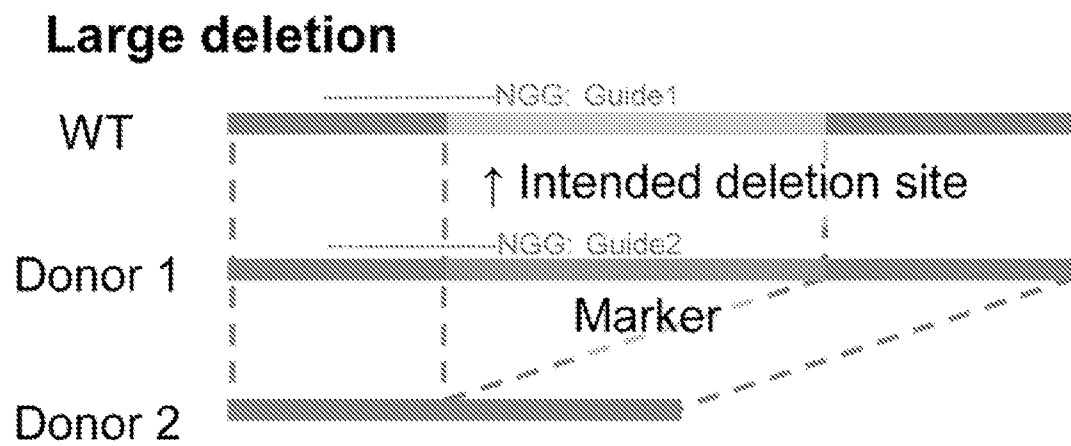 Large deletion
NGG: Guide1
WT
↑ Intended deletion site
NGG: Guide2
Donor 1
Marker
Donor 2